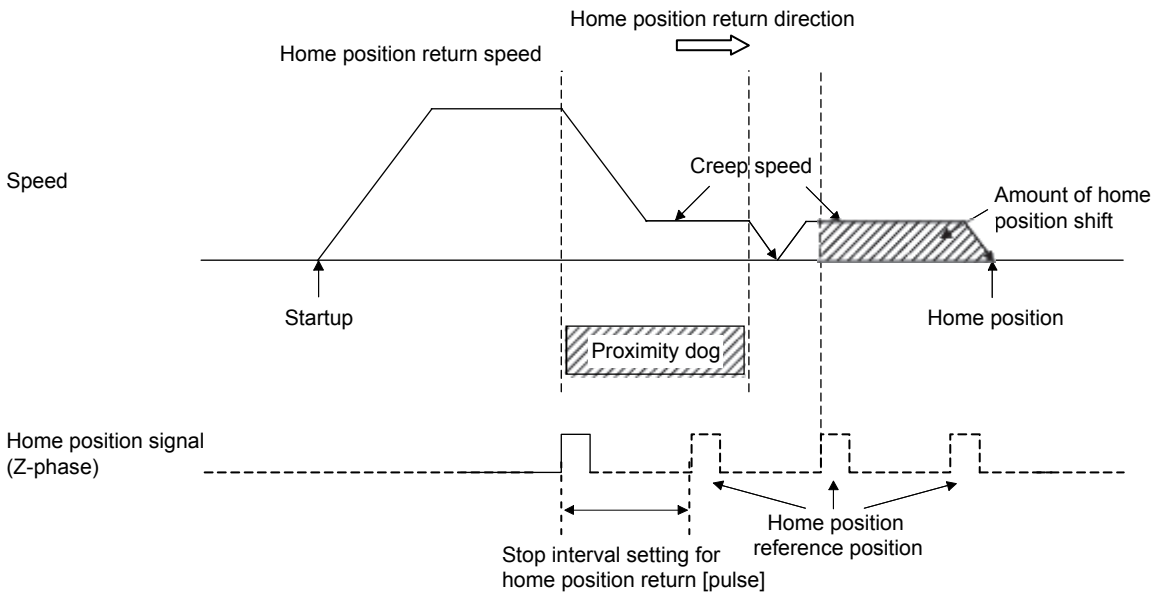 Home position return direction
Home position return speed
Speed
Creep speed
Amount of home
position shift
Startup
Home position
Proximity dog
Home position signal
(Z-phase)
Home position
reference position
Stop interval setting for
home position return [pulse]